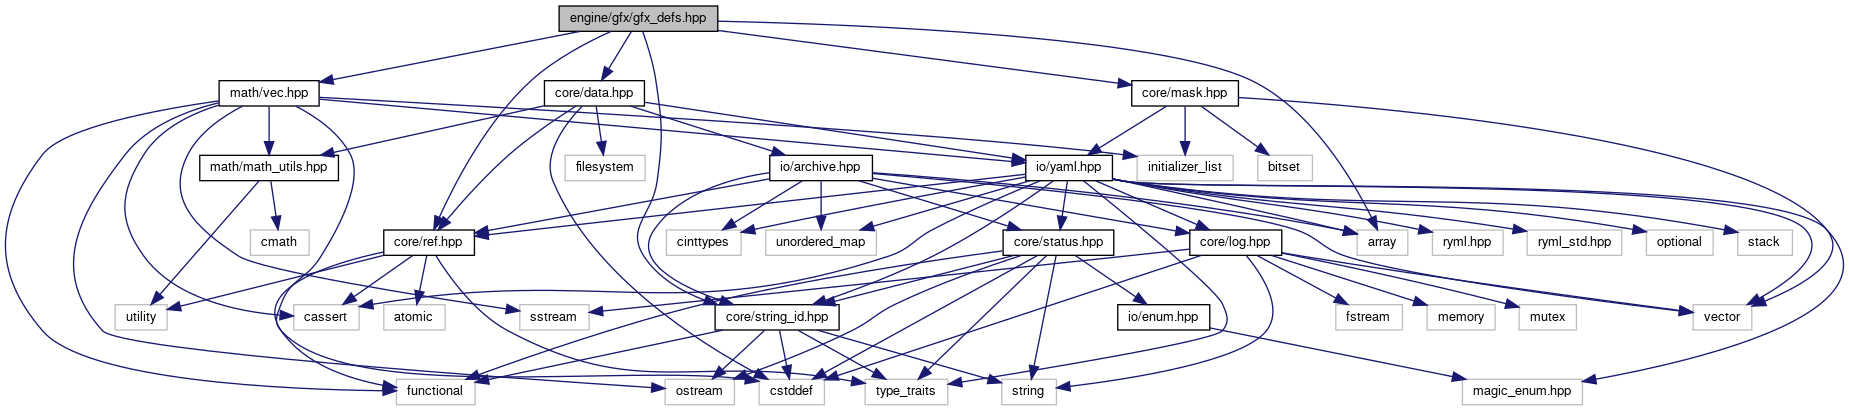 engine/gfx/gfx_defs.hpp
math/vec.hpp
core/data.hpp
core/mask.hpp
math/math_utils.hpp
filesystem
io/archive.hpp
io/yaml.hpp
initializer_list
bitset
cmath
core/ref.hpp
cinttypes
unordered_map
core/status.hpp
core/log.hpp
array
ryml.hpp
ryml_std.hpp
optional
stack
utility
cassert
atomic
sstream
core/string_id.hpp
io/enum.hpp
fstream
memory
mutex
vector
functional
ostream
cstddef
type_traits
string
magic_enum.hpp